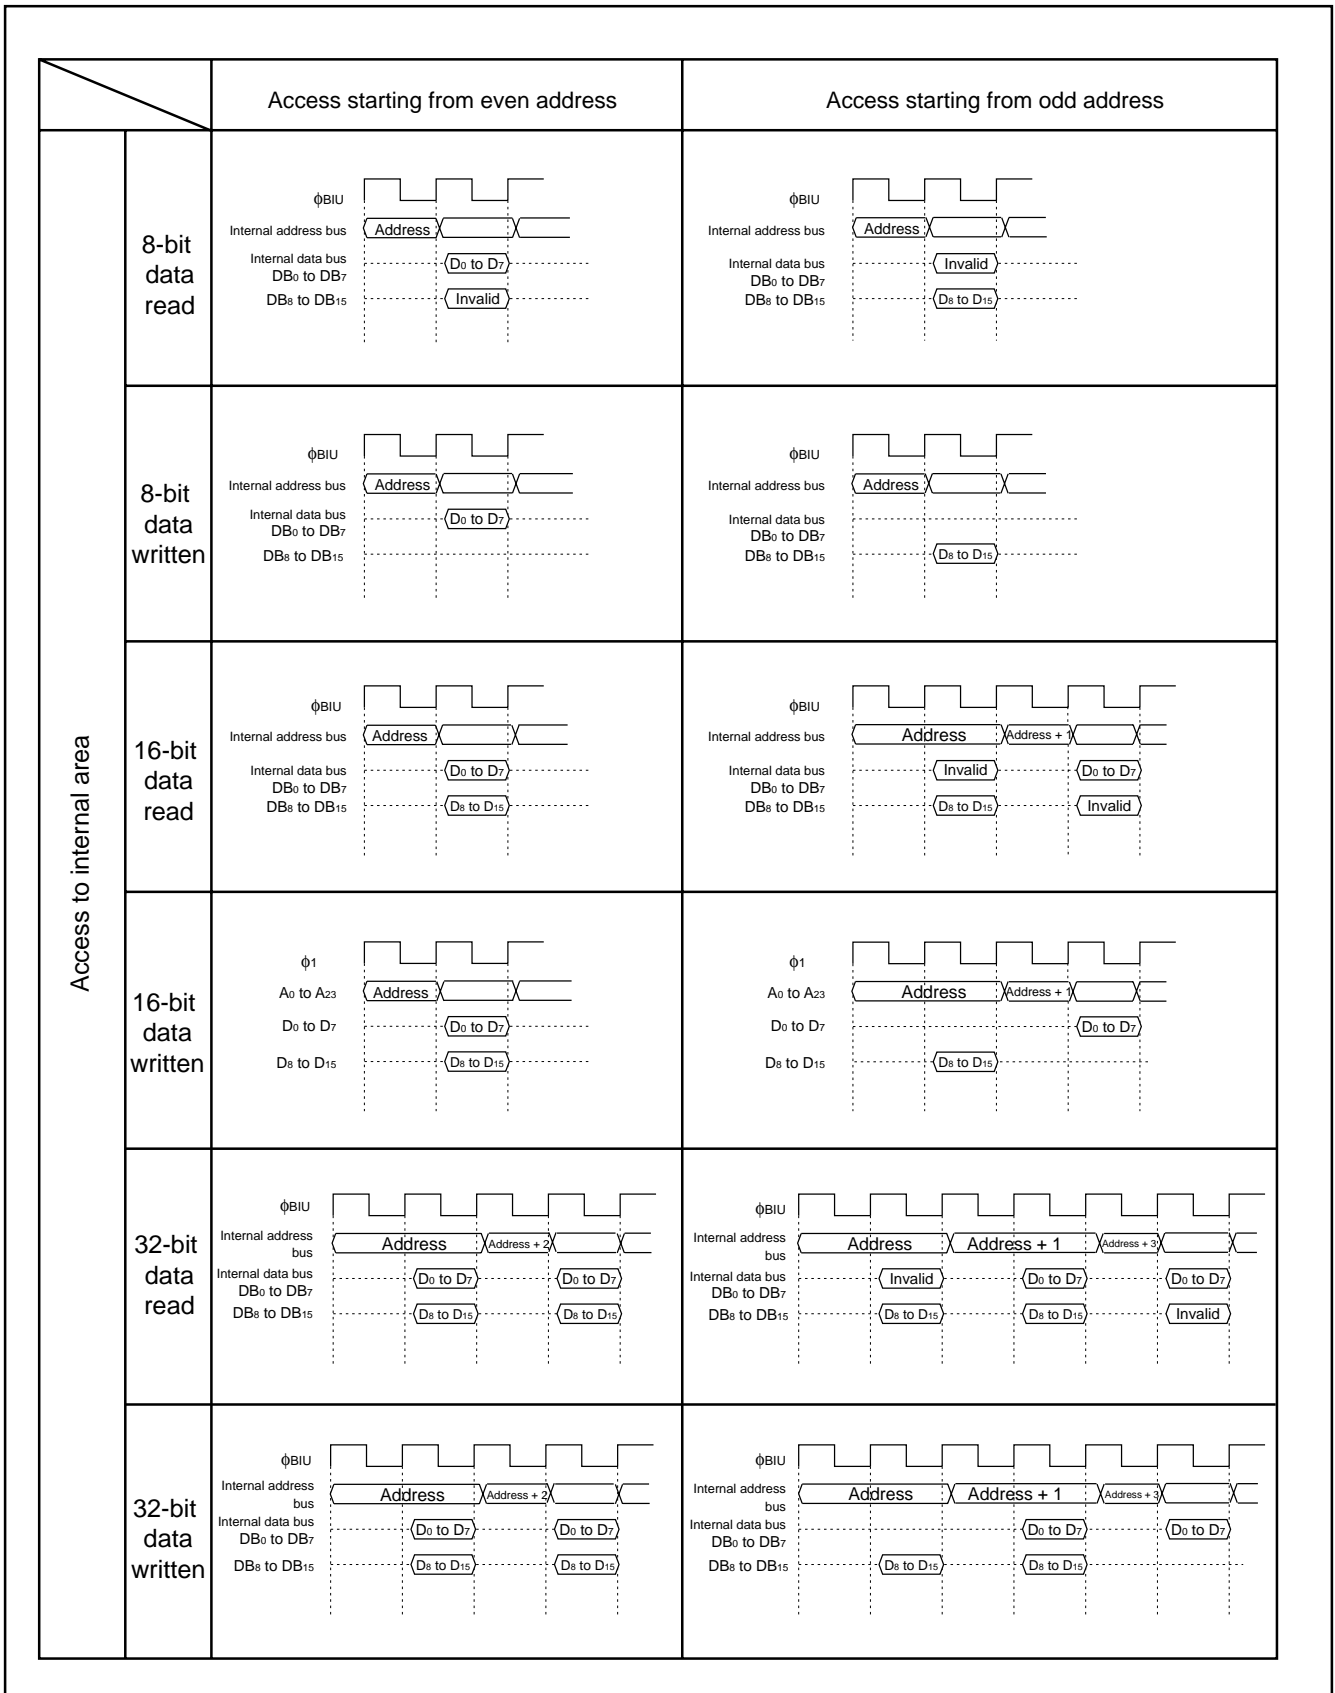 Access starting from even address
Access starting from odd address
Access to internal area
8-bit
data
read
φBIU
Internal address bus
Address
Internal data bus
DB0 to DB7
D0 to D7
DB8 to DB15
Invalid
φBIU
Internal address bus
Address
Internal data bus
DB0 to DB7
Invalid
DB8 to DB15
D8 to D15
8-bit
data
written
φBIU
Internal address bus
Address
Internal data bus
DB0 to DB7
D0 to D7
DB8 to DB15
φBIU
Internal address bus
Address
Internal data bus
DB0 to DB7
DB8 to DB15
D8 to D15
16-bit
data
read
φBIU
Internal address bus
Address
Internal data bus
DB0 to DB7
D0 to D7
DB8 to DB15
D8 to D15
φBIU
Internal address bus
Address
Address + 1
Internal data bus
DB0 to DB7
Invalid
D0 to D7
DB8 to DB15
D8 to D15
Invalid
16-bit
data
written
φ1
A0 to A23
Address
D0 to D7
D0 to D7
D8 to D15
D8 to D15
φ1
A0 to A23
Address
Address + 1
D0 to D7
D0 to D7
D8 to D15
D8 to D15
32-bit
data
read
φBIU
Internal address
bus
Address
Address + 2
Internal data bus
DB0 to DB7
D0 to D7
D0 to D7
DB8 to DB15
D8 to D15
D8 to D15
φBIU
Internal address
bus
Address
Address + 1
Address + 3
Internal data bus
DB0 to DB7
Invalid
D0 to D7
D0 to D7
DB8 to DB15
D8 to D15
D8 to D15
Invalid
32-bit
data
written
φBIU
Internal address
bus
Address
Address + 2
Internal data bus
DB0 to DB7
D0 to D7
D0 to D7
DB8 to DB15
D8 to D15
D8 to D15
φBIU
Internal address
bus
Address
Address + 1
Address + 3
Internal data bus
DB0 to DB7
D0 to D7
D0 to D7
DB8 to DB15
D8 to D15
D8 to D15